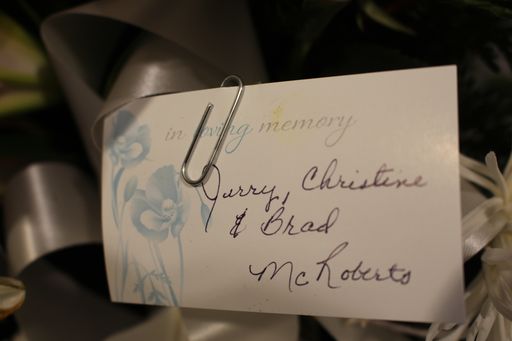 in loving memory
Jerry, Christine
& Brad
McRoberts